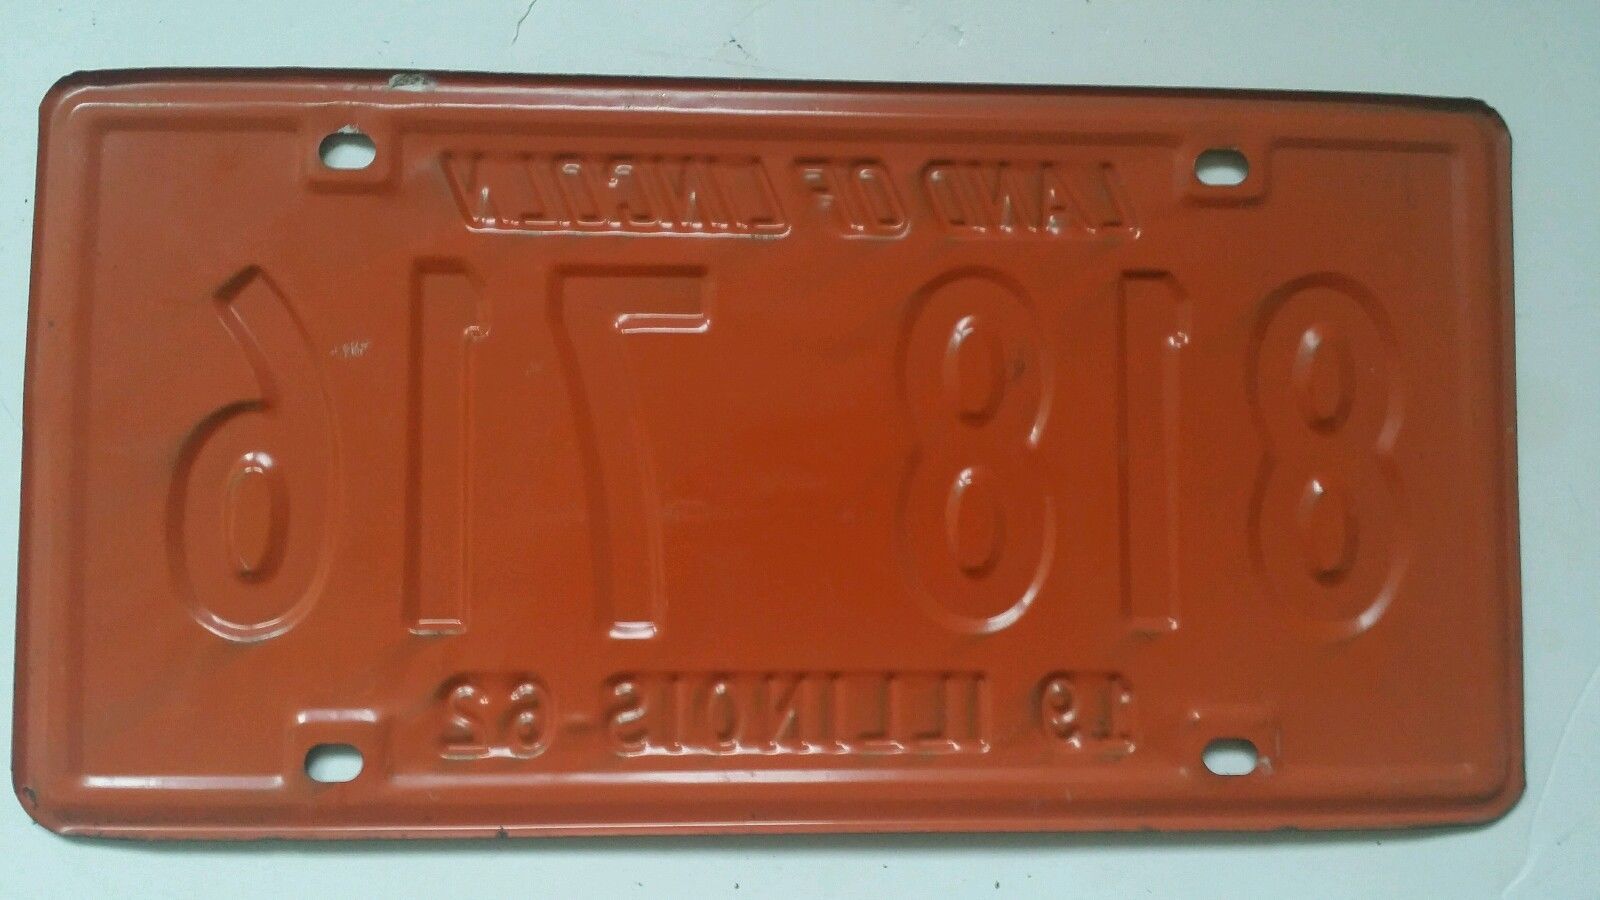 LAND OF LINCOLN
818 716
19 ILLINOIS-62